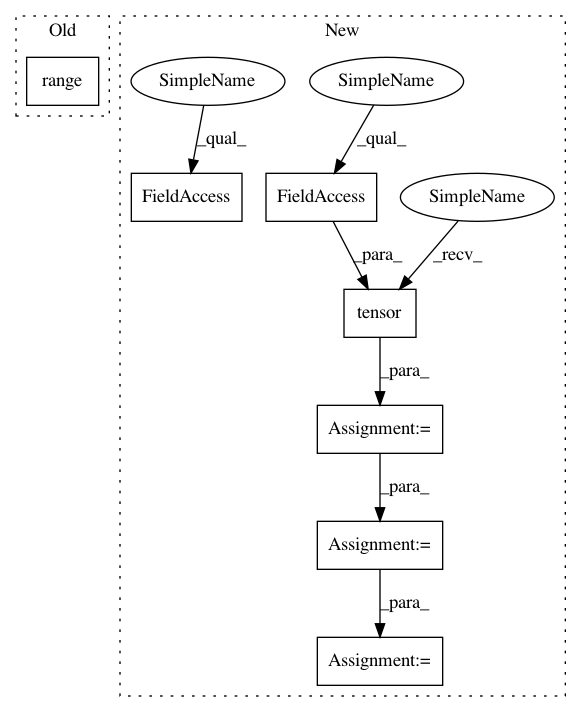 Old
New
range
SimpleName
SimpleName
_qual_
_qual_
FieldAccess
FieldAccess
SimpleName
_para_
_recv_
tensor
_para_
Assignment:=
_para_
Assignment:=
_para_
Assignment:=